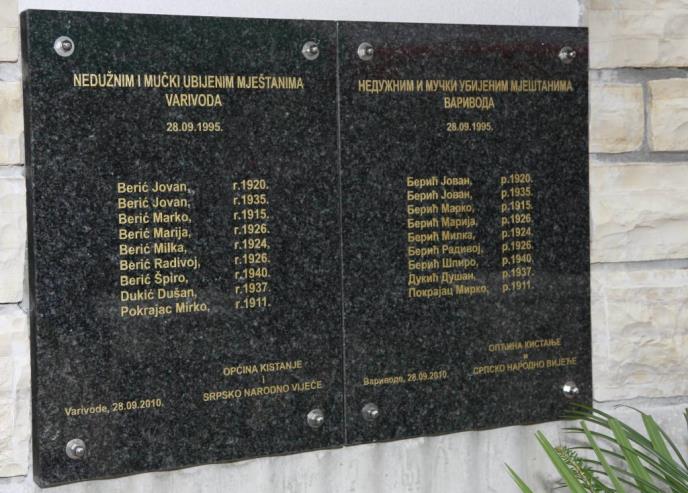 NEDUŽNIM I MUČKI UBIJENIM MJEŠTANIMA
VARIVODA
28.09.1995.
Berić Jovan, r.1920.
Berić Jovan, r.1935.
Berić Marko, r.1915.
Berić Marija, r.1926.
Berić Milka, r.1924,
Berić Radivoj, r.1926.
Berić Špiro, r.1940.
Dukić Dušan, r.1937.
Pokrajac Mirko, r.1911.
OPĆINA KISTANJE
I
SRPSKO NARODNO VIJEĆE
Varivode, 28.09.2010.
НЕДУЖНИМ И МУЧКИ УБИЈЕНИМ МЈЕШТАНИМА
ВАРИВОДА
28.09.1995.
Берић Јован, р.1920.
Берић Јован, р.1935.
Берић Марко, р.1915.
Берић Марија, р.1926.
Берић Милка, р.1924.
Берић Радивој, р.1926.
Берић Шпиро, р.1940.
Дукић Душан, р.1937.
Покрајац Мирко, р.1911.
ОПЋИНА КИСТАЊЕ
и
СРПСКО НАРОДНО ВИЈЕЋЕ
Вариводе, 28.09.2010.